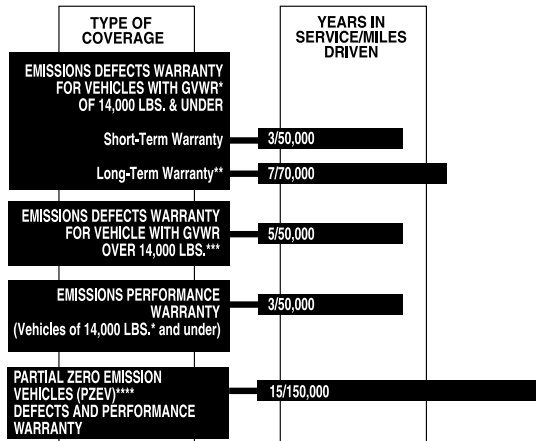 TYPE OF
COVERAGE
YEARS IN
SERVICE/MILES
DRIVEN
EMISSIONS DEFECTS WARRANTY
FOR VEHICLES WITH GVWR*
OF 14,000 LBS. & UNDER
Short-Term Warranty
3/50,000
Long-Term Warranty**
7/70,000
EMISSIONS DEFECTS WARRANTY
FOR VEHICLE WITH GVWR
OVER 14,000 LBS.***
5/50,000
EMISSIONS PERFORMANCE
WARRANTY
(Vehicles of 14,000 LBS.* and under)
3/50,000
PARTIAL ZERO EMISSION
VEHICLES (PZEV)****
DEFECTS AND PERFORMANCE
WARRANTY
15/150,000